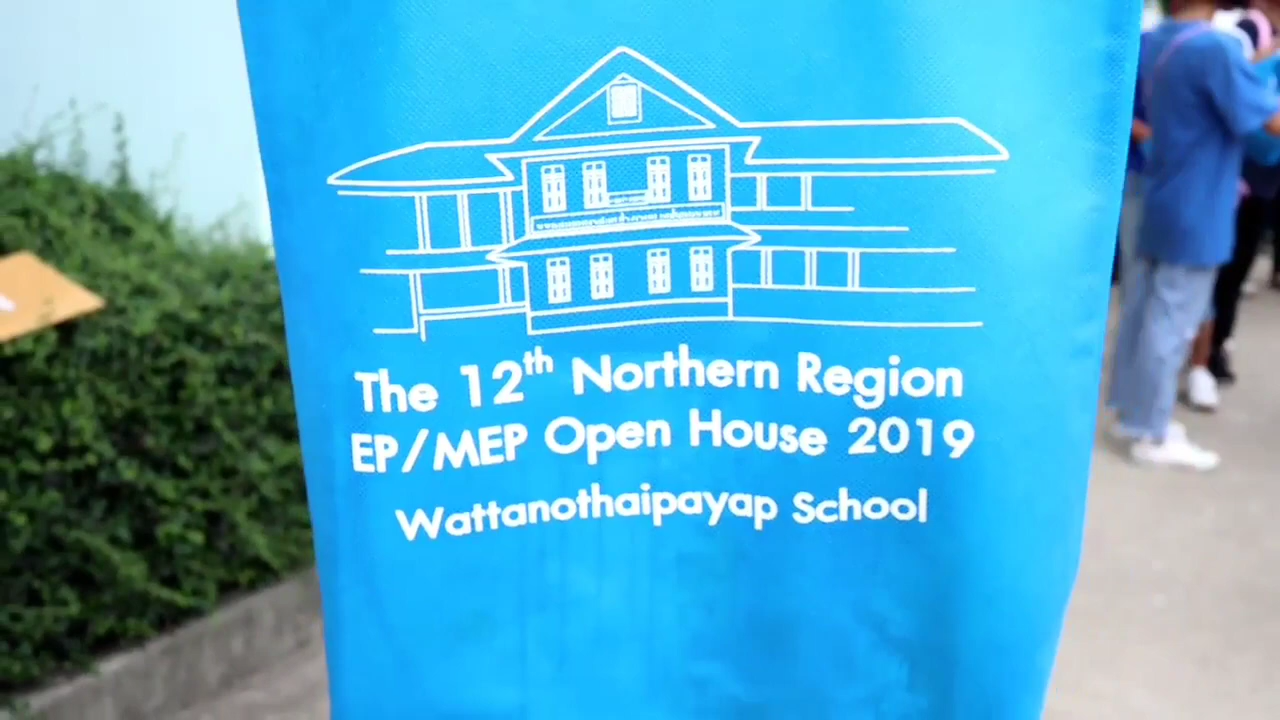 The 12th Northern Region
EP/MEP Open House 2019
Wattanothaipayap School